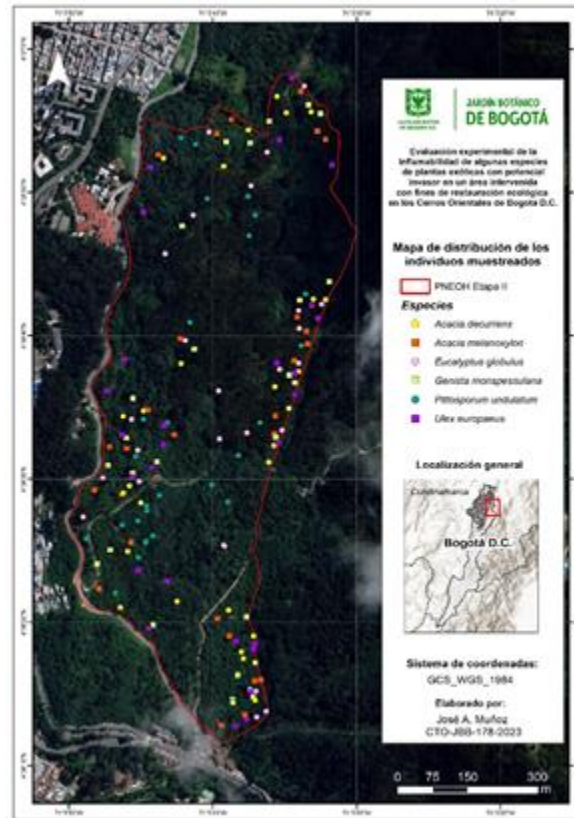 JARDÍN BOTÁNICO
DE BOGOTÁ
Evaluación experimental de la
inflamabilidad de algunas especies
de plantas exóticas con potencial
invasor en un área intervenida
con fines de restauración ecológica
en los Cerros Orientales de Bogotá D.C.
Mapa de distribución de los
individuos muestreados
PNEOH Etapa II
Especies
Acacia decurrens
Acacia melanoxylon
Eucalyptus globulus
Genista monspessulana
Pittosporum undulatum
Ulex europaeus
Localización general
Cundinamarca
Bogotá D.C.
Sistema de coordenadas:
GCS_WGS_1984
Elaborado por:
José A. Muñoz
CTO-JBB-178-2023
0 75 150 300
m